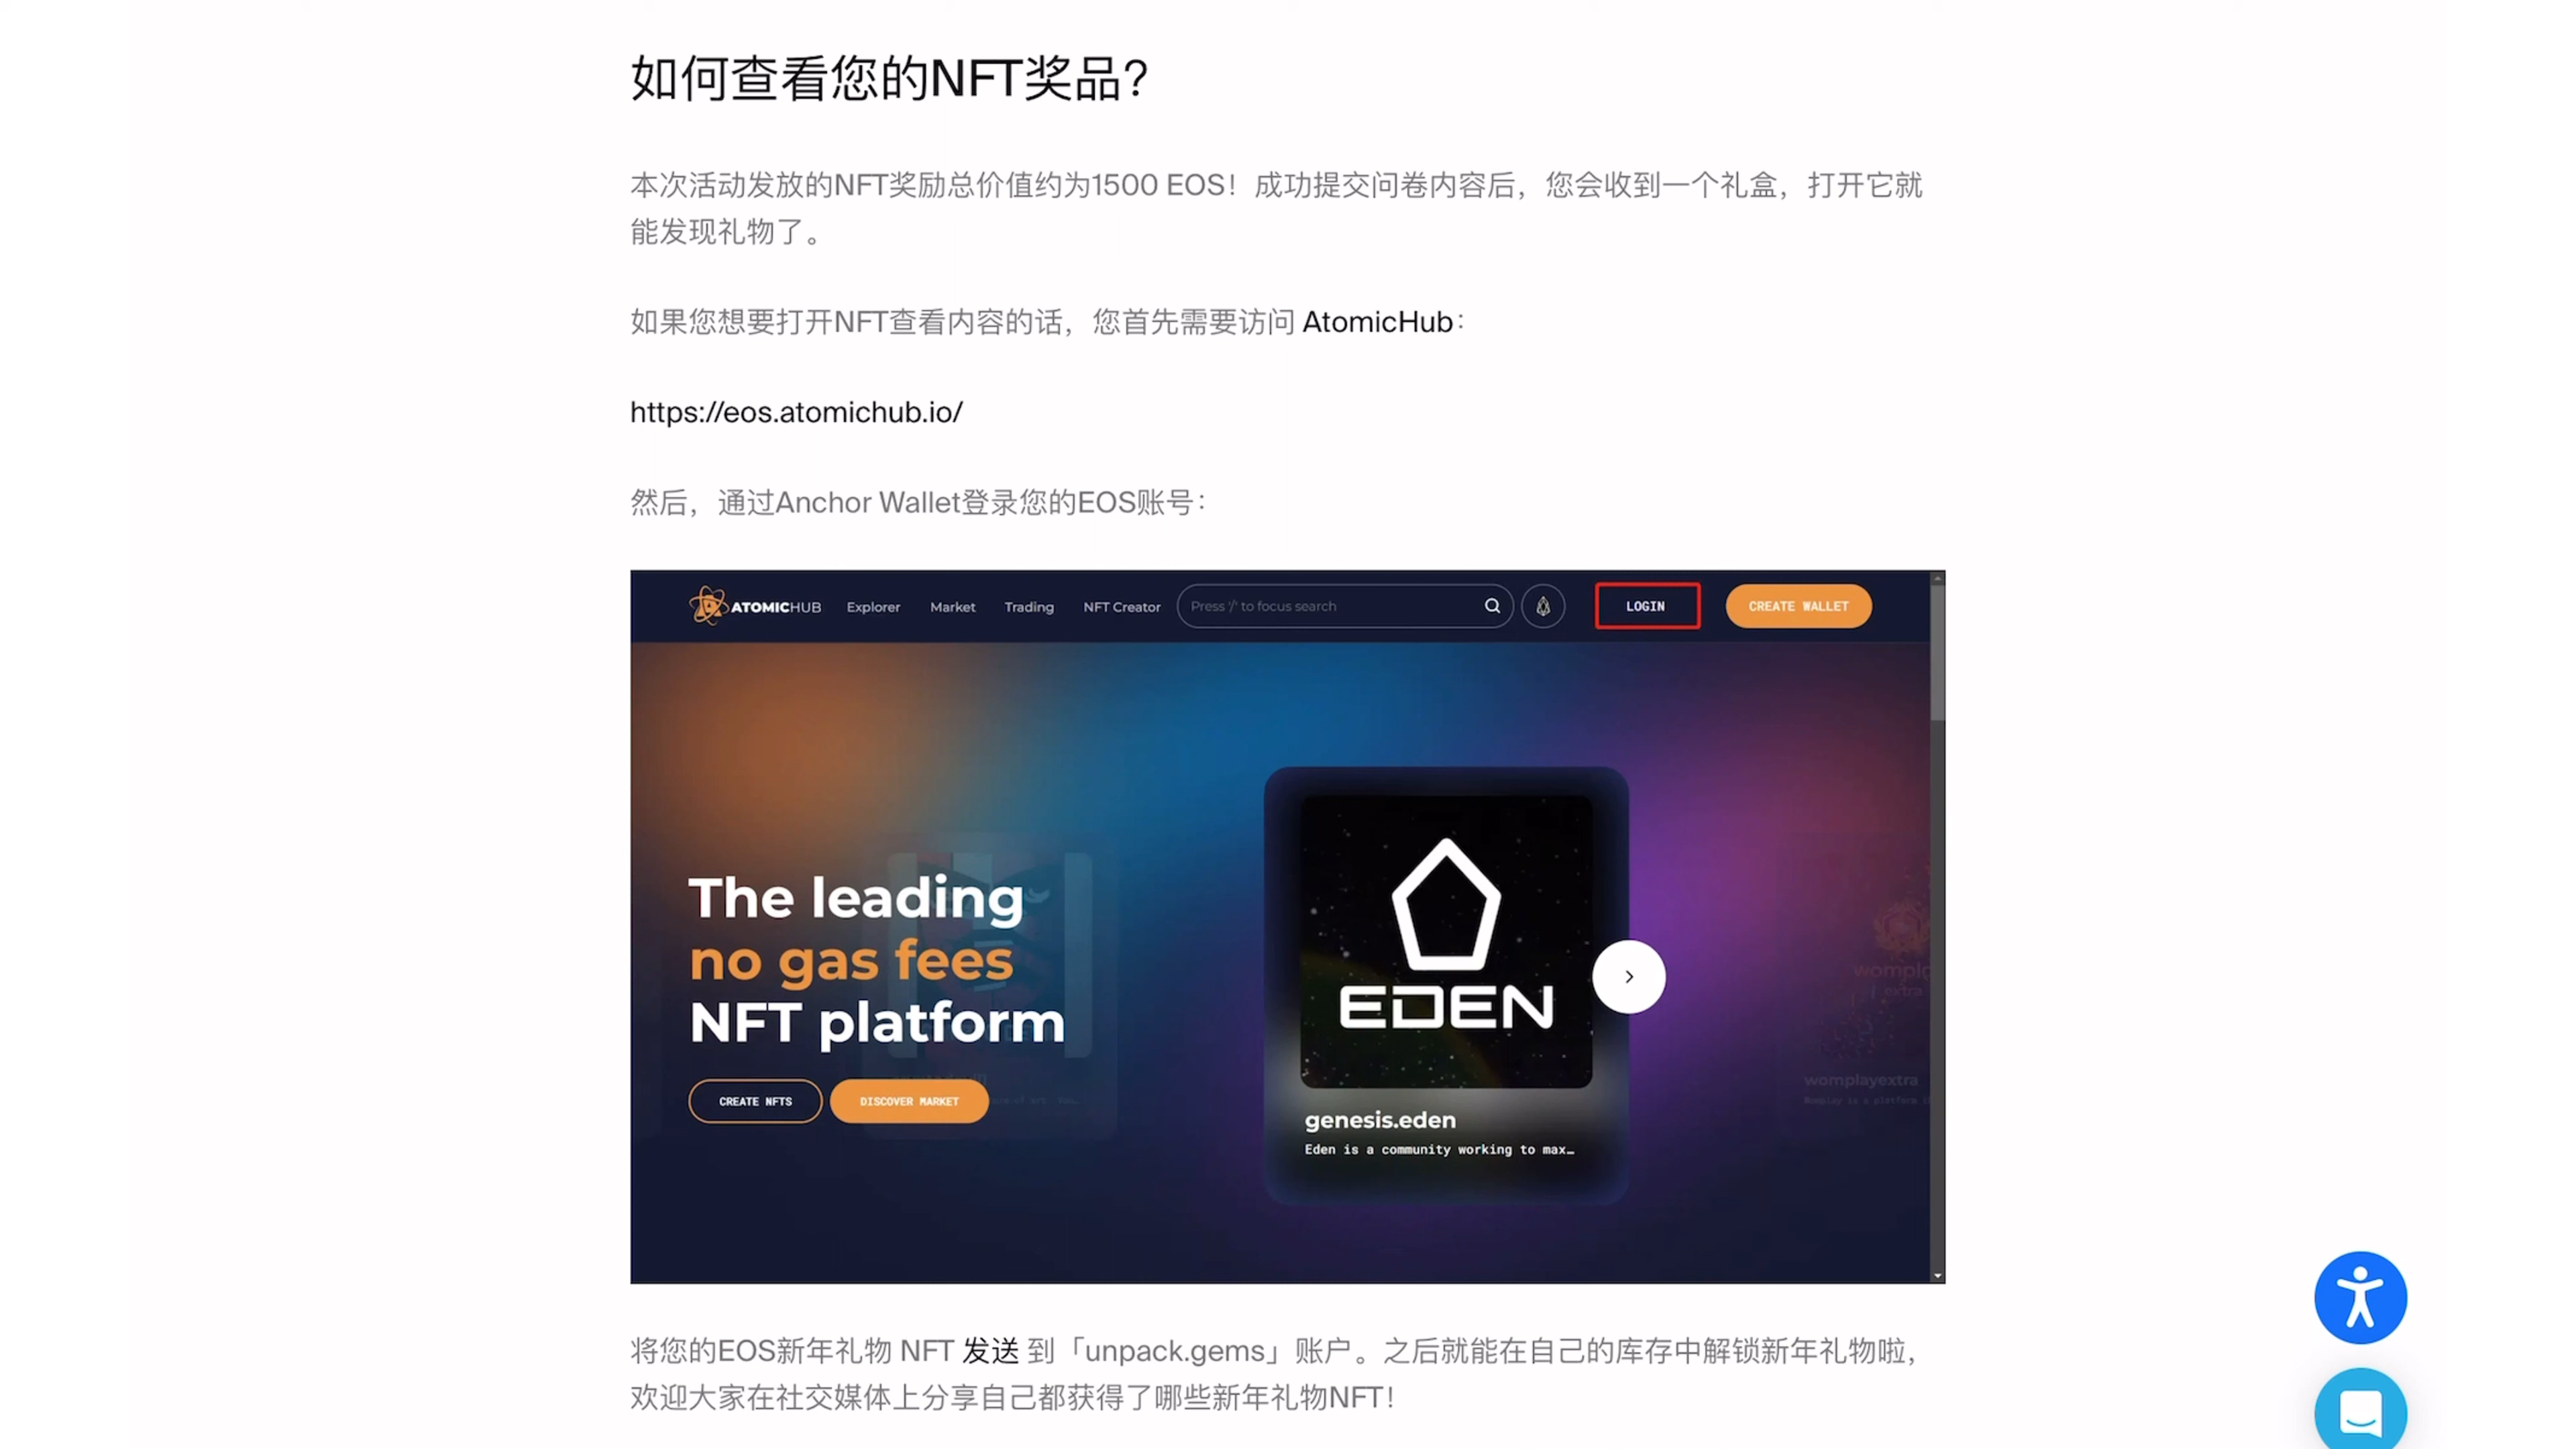 如何查看您的NFT奖品？
本次活动发放的NFT奖励总价值约为1500 EOS！成功提交问卷内容后，您会收到一个礼盒，打开它就
能发现礼物了。
如果您想要打开NFT查看内容的话，您首先需要访问 AtomicHub：
https://eos.atomichub.io/
然后，通过Anchor Wallet登录您的EOS账号：
ATOMICHUB Explorer Market Trading NFT Creator Press '/' to focus search LOGIN CREATE WALLET
The leading
no gas fees
NFT platform
CREATE NFTS DISCOVER MARKET
EDEN
genesis.eden
Eden is a community working to max…
womplay
extra
womplayextra
Womplay is a platform
将您的EOS新年礼物 NFT 发送 到「unpack.gems」账户。之后就能在自己的库存中解锁新年礼物啦，
欢迎大家在社交媒体上分享自己都获得了哪些新年礼物NFT！